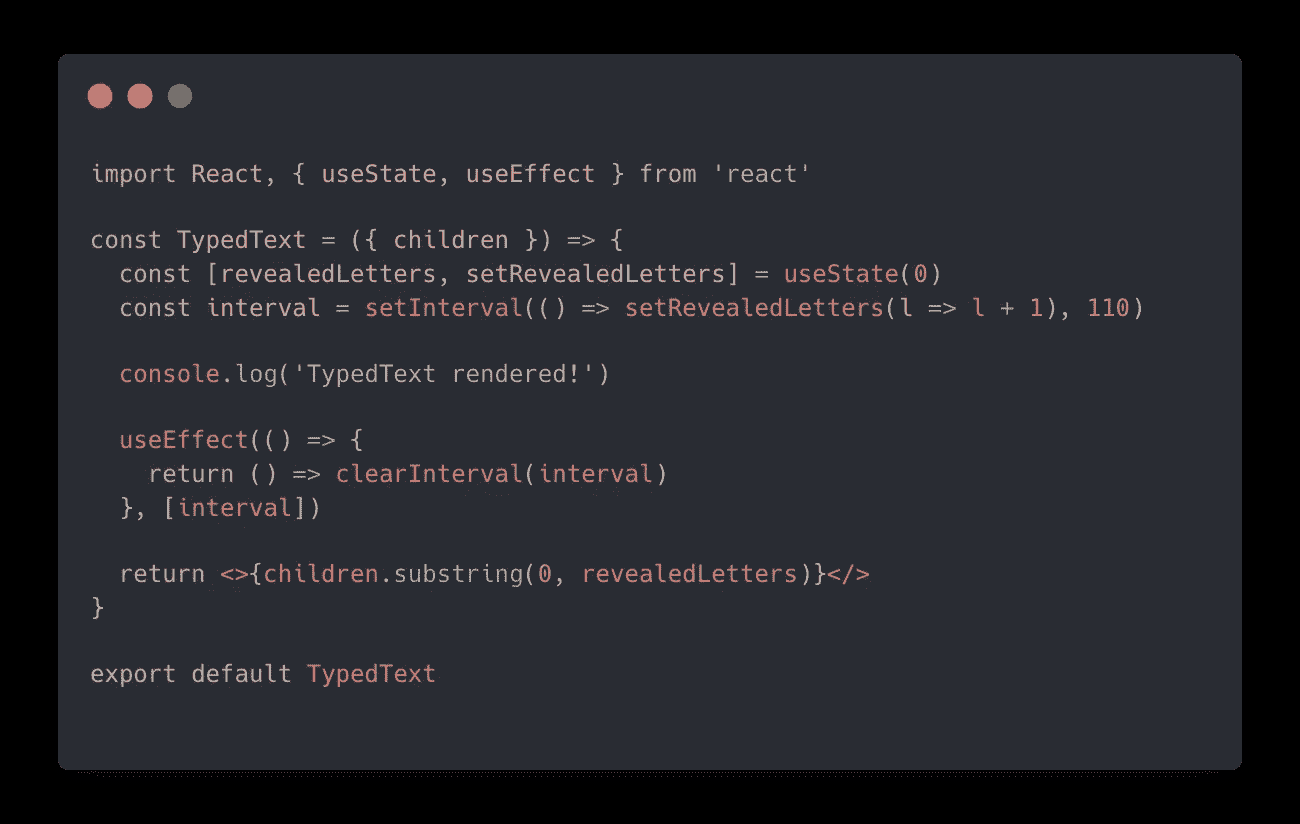 import React, { useState, useEffect } from 'react'
const TypedText = ({ children }) => {
  const [revealedLetters, setRevealedLetters] = useState(0)
  const interval = setInterval(() => setRevealedLetters(l => l + 1), 110)
  console.log('TypedText rendered!')
  useEffect(() => {
    return () => clearInterval(interval)
  }, [interval])
  return <>{children.substring(0, revealedLetters)}</>
}
export default TypedText